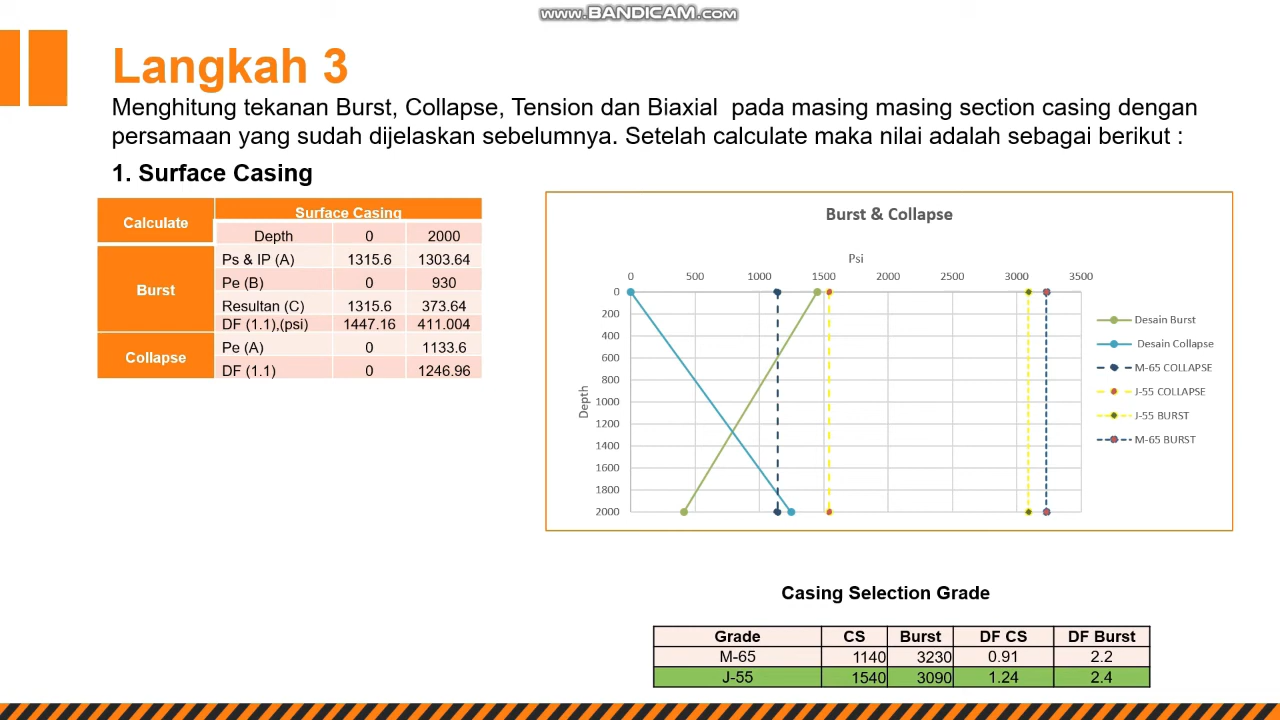 www.BANDICAM.com
Langkah 3
Menghitung tekanan Burst, Collapse, Tension dan Biaxial pada masing masing section casing dengan
persamaan yang sudah dijelaskan sebelumnya. Setelah calculate maka nilai adalah sebagai berikut :
1. Surface Casing
Calculate Surface Casing
Depth 0 2000
Burst
Ps & IP (A) 1315.6 1303.64
Pe (B) 0 930
Resultan (C) 1315.6 373.64
DF (1.1),(psi) 1447.16 411.004
Collapse
Pe (A) 0 1133.6
DF (1.1) 0 1246.96
Burst & Collapse
Psi
0 500 1000 1500 2000 2500 3000 3500
0
200
400
600
800
1000
1200
1400
1600
1800
2000
Depth
Desain Burst
Desain Collapse
M-65 COLLAPSE
J-55 COLLAPSE
J-55 BURST
M-65 BURST
Casing Selection Grade
Grade CS Burst DF CS DF Burst
M-65 1140 3230 0.91 2.2
J-55 1540 3090 1.24 2.4